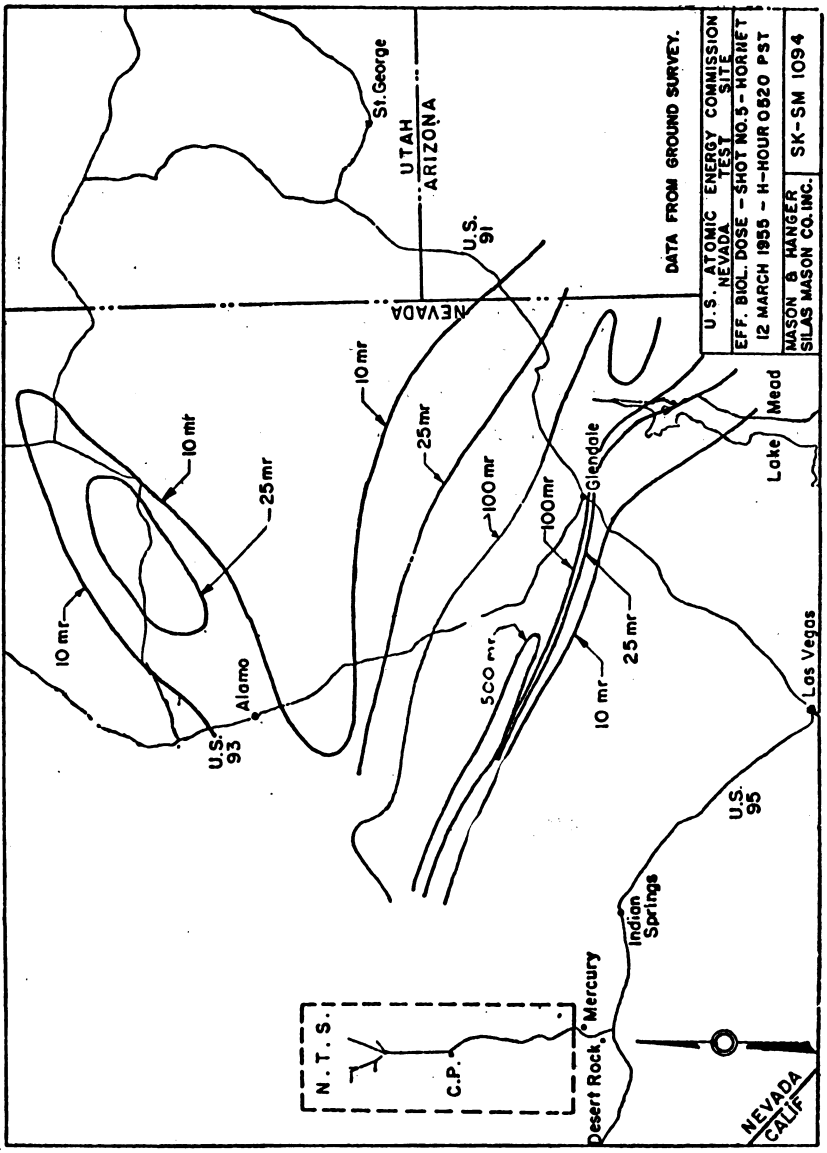 N. T. S.
C.P.
Mercury
Desert Rock
NEVADA
CALIF
Indian
Springs
U.S.
95
Las Vegas
U.S.
93
Alamo
10 mr
10 mr
25 mr
10 mr
25 mr
100 mr
500 mr.
100mr
25 mr
10 mr
Glendale
Lake Mead
NEVADA
UTAH
ARIZONA
St. George
U.S.
91
DATA FROM GROUND SURVEY.
U.S. ATOMIC ENERGY COMMISSION
NEVADA TEST SITE
EFF. BIOL. DOSE - SHOT NO. 5 - HORNET
12 MARCH 1955 - H-HOUR 0520 PST
MASON & HANGER
SILAS MASON CO. INC.
SK-SM 1094